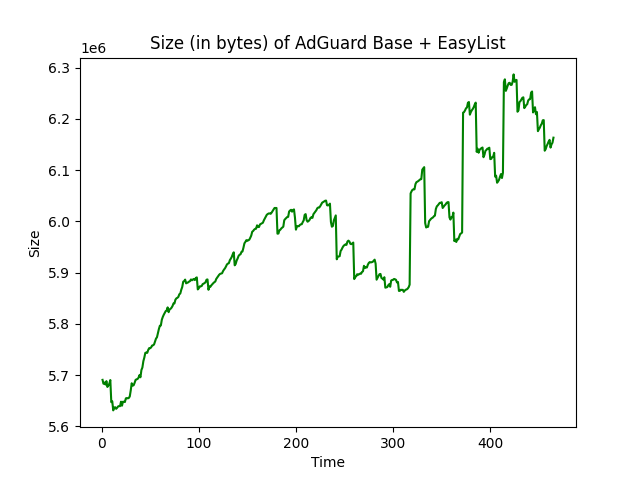 Size (in bytes) of AdGuard Base + EasyList
1e6
6.3
6.2
6.1
6.0
5.9
5.8
5.7
5.6
Size
0 100 200 300 400
Time